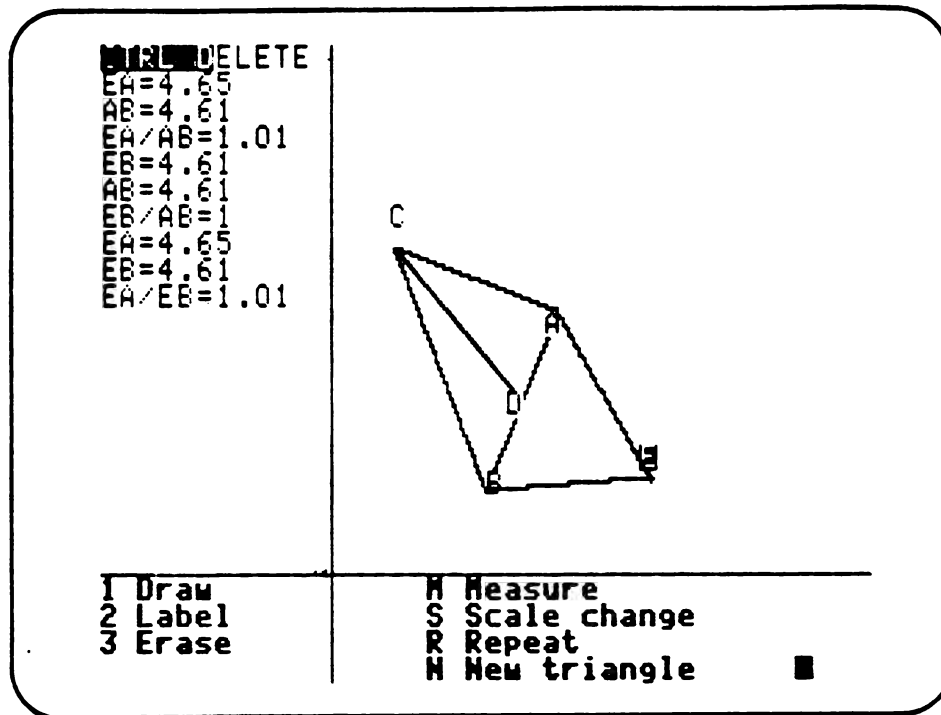 CTRL DELETE
EA=4.65
AB=4.61
EA/AB=1.01
EB=4.61
AB=4.61
EB/AB=1
EA=4.65
EB=4.61
EA/EB=1.01
C
A
D
1 Draw
2 Label
3 Erase
M Measure
S Scale change
R Repeat
N New triangle